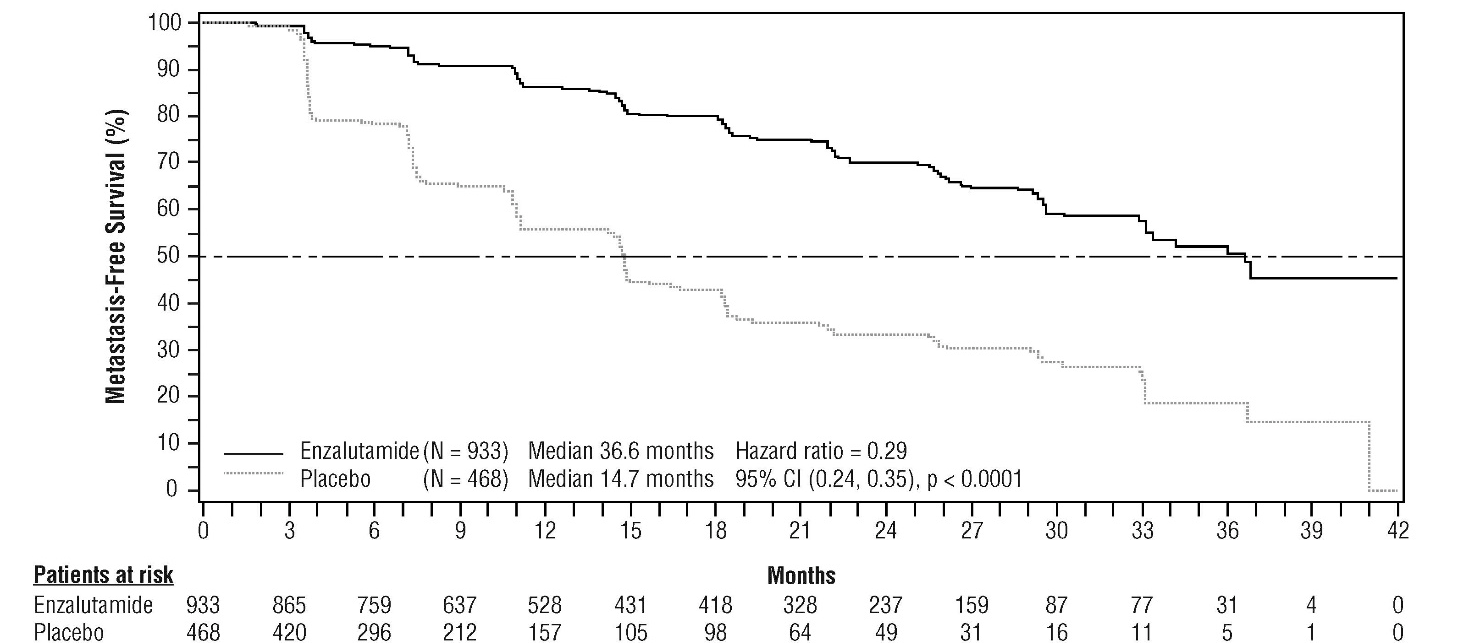 Metastasis-Free Survival (%)
100
90
80
70
60
50
40
30
20
10
0
Enzalutamide (N = 933) Median 36.6 months Hazard ratio = 0.29
Placebo (N = 468) Median 14.7 months 95% CI (0.24, 0.35), p < 0.0001
0 3 6 9 12 15 18 21 24 27 30 33 36 39 42
Patients at risk Months
Enzalutamide 933 865 759 637 528 431 418 328 237 159 87 77 31 4 0
Placebo 468 420 296 212 157 105 98 64 49 31 16 11 5 1 0